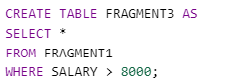 CREATE TABLE FRAGMENT3 AS
SELECT *
FROM FRAGMENT1
WHERE SALARY > 8000;